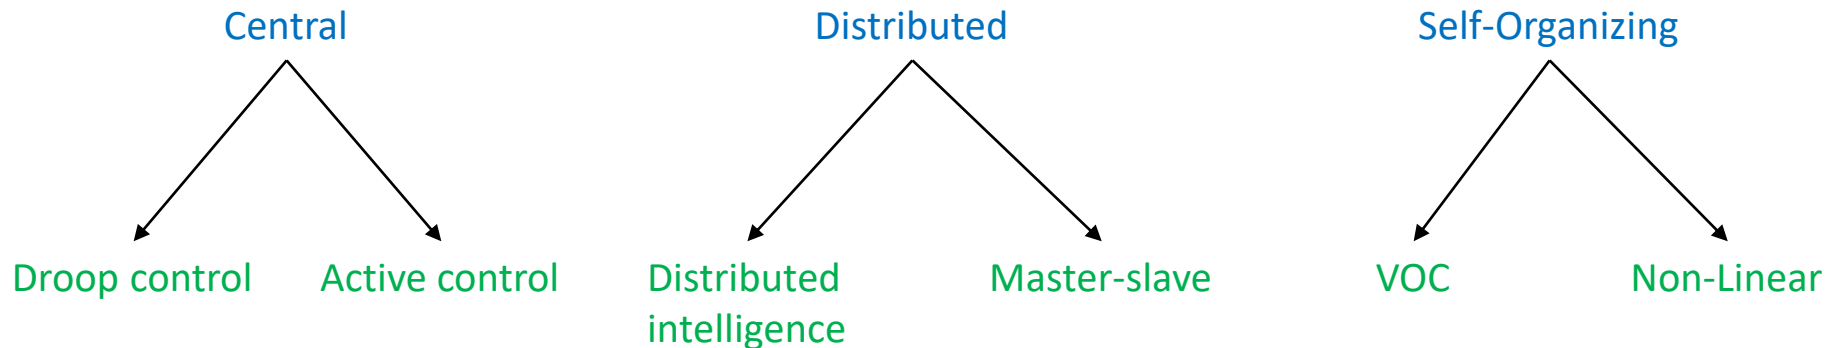 Central
Distributed
Self-Organizing
Droop control
Active control
Distributed
intelligence
Master-slave
VOC
Non-Linear